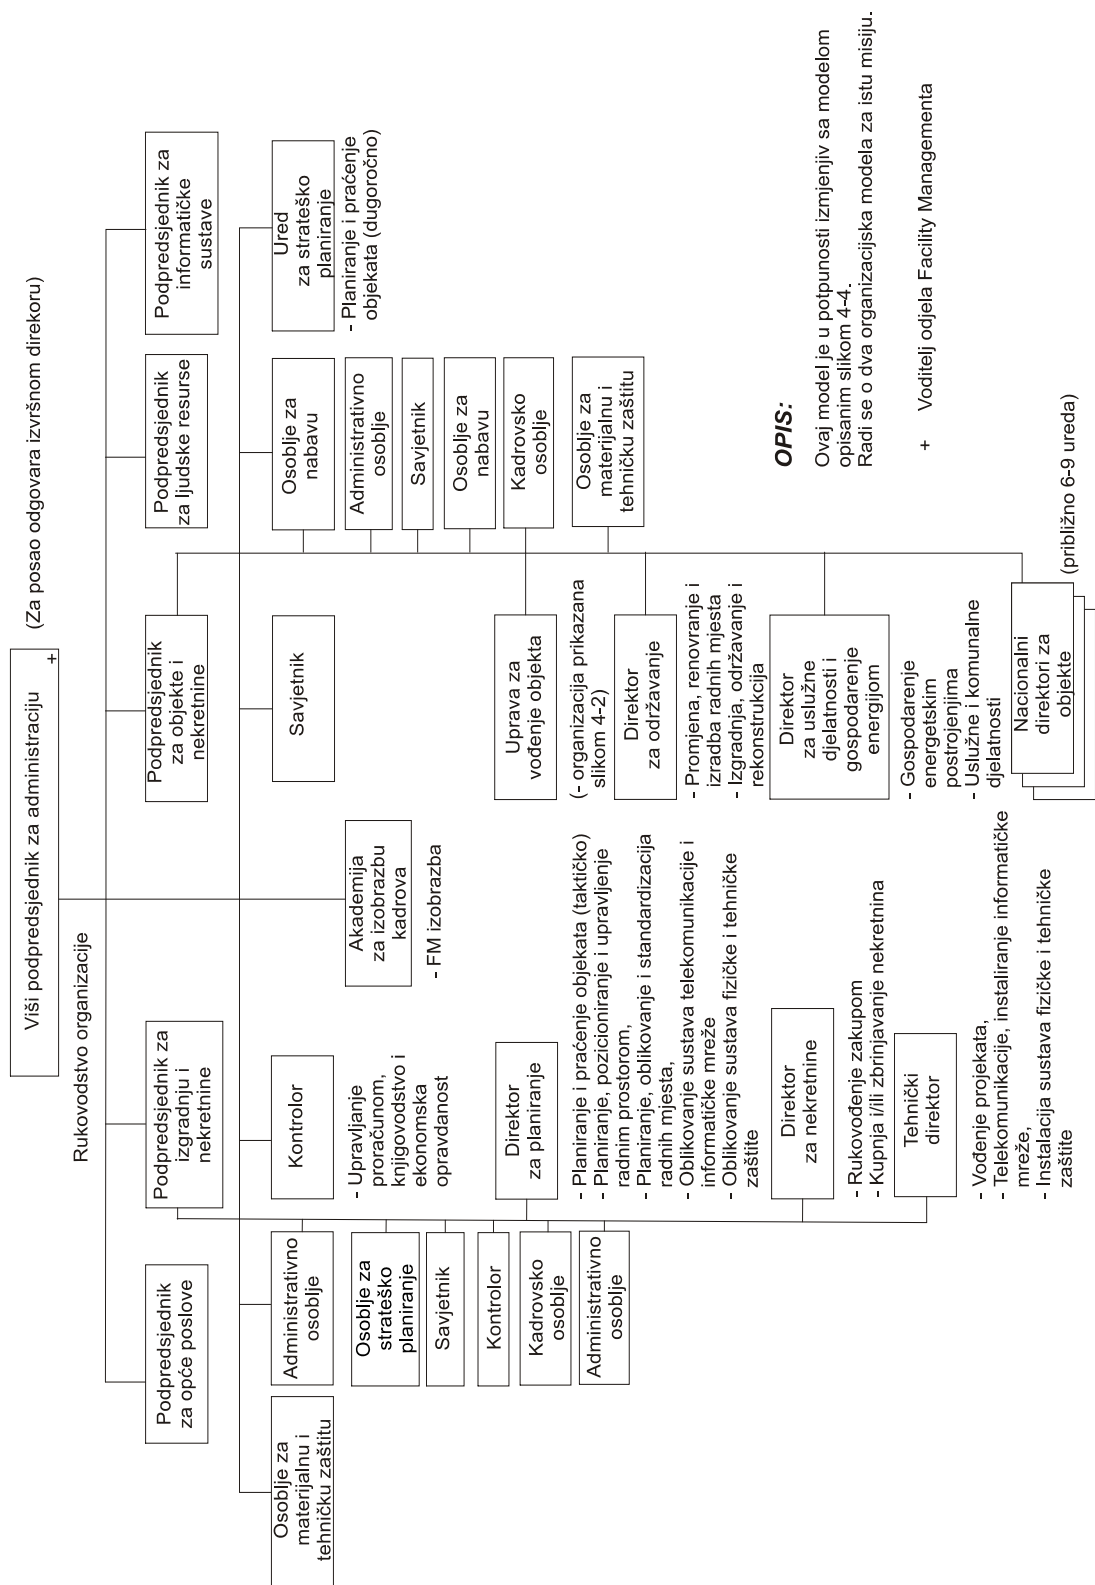 Viši podpredsjednik za administraciju
+
(Za posao odgovara izvršnom direkoru)
Rukovodstvo organizacije
Podpredsjednik
za opće poslove
Podpredsjednik za
izgradnju i
nekretnine
Podpredsjednik
za objekte i
nekretnine
Podpredsjednik
za ljudske resurse
Podpredsjednik za
informatičke
sustave
Osoblje za
materijalnu i
tehničku zaštitu
Administrativno
osoblje
Kontrolor
- Upravljanje
proračunom,
knjigovodstvo i
ekonomska
opravdanost
Akademija
za izobrazbu
kadrova
- FM izobrazba
Savjetnik
Ured
za strateško
planiranje
- Planiranje i praćenje
objekata (dugoročno)
Osoblje za
strateško
planiranje
Savjetnik
Kontrolor
Kadrovsko
osoblje
Administrativno
osoblje
Direktor
za planiranje
- Planiranje i praćenje objekata (taktičko)
- Planiranje, pozicioniranje i upravljenje
radnim prostorom,
- Planiranje, oblikovanje i standardizacija
radnih mjesta,
- Oblikovanje sustava telekomunikacije i
informatičke mreže
- Oblikovanje sustava fizičke i tehničke
zaštite
Direktor
za nekretnine
- Rukovođenje zakupom
- Kupnja i/ili zbrinjavanje nekretnina
Tehnički
direktor
- Vođenje projekata,
- Telekomunikacije, instaliranje informatičke
mreže,
- Instalacija sustava fizičke i tehničke
zaštite
Osoblje za
nabavu
Administrativno
osoblje
Savjetnik
Osoblje za
nabavu
Kadrovsko
osoblje
Osoblje za
materijalnu i
tehničku zaštitu
Uprava za
vođenje objekta
(- organizacija prikazana
slikom 4-2)
Direktor
za održavanje
- Promjena, renoviranje i
izradba radnih mjesta
- Izgradnja, održavanje i
rekonstrukcija
Direktor
za uslužne
djelatnosti i
gospodarenje
energijom
- Gospodarenje
energetskim
postrojenjima
- Uslužne i komunalne
djelatnosti
Nacionalni
direktori za
objekte
(približno 6-9 ureda)
OPIS:
Ovaj model je u potpunosti izmjenjiv sa modelom
opisanim slikom 4-4.
Radi se o dva organizacijska modela za istu misiju.
+ Voditelj odjela Facility Managementa